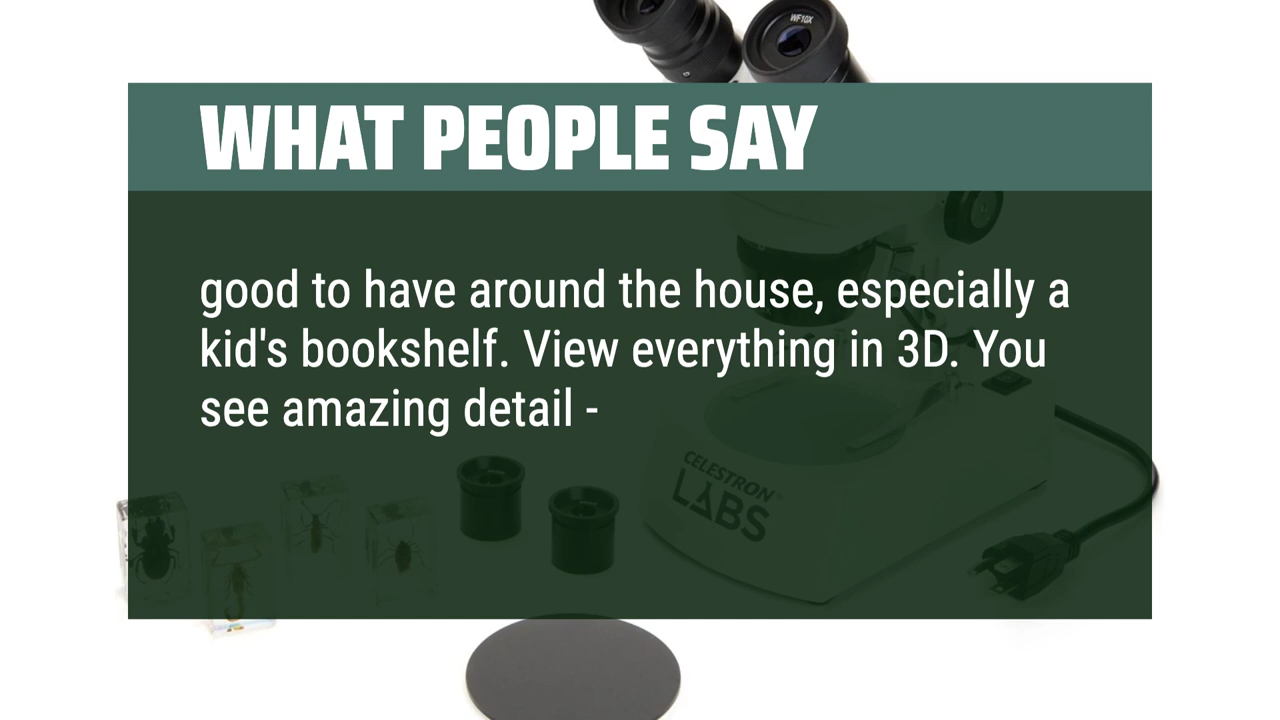 WF10X
WHAT PEOPLE SAY
good to have around the house, especially a
kid's bookshelf. View everything in 3D. You
see amazing detail -
CELESTRON
LABS